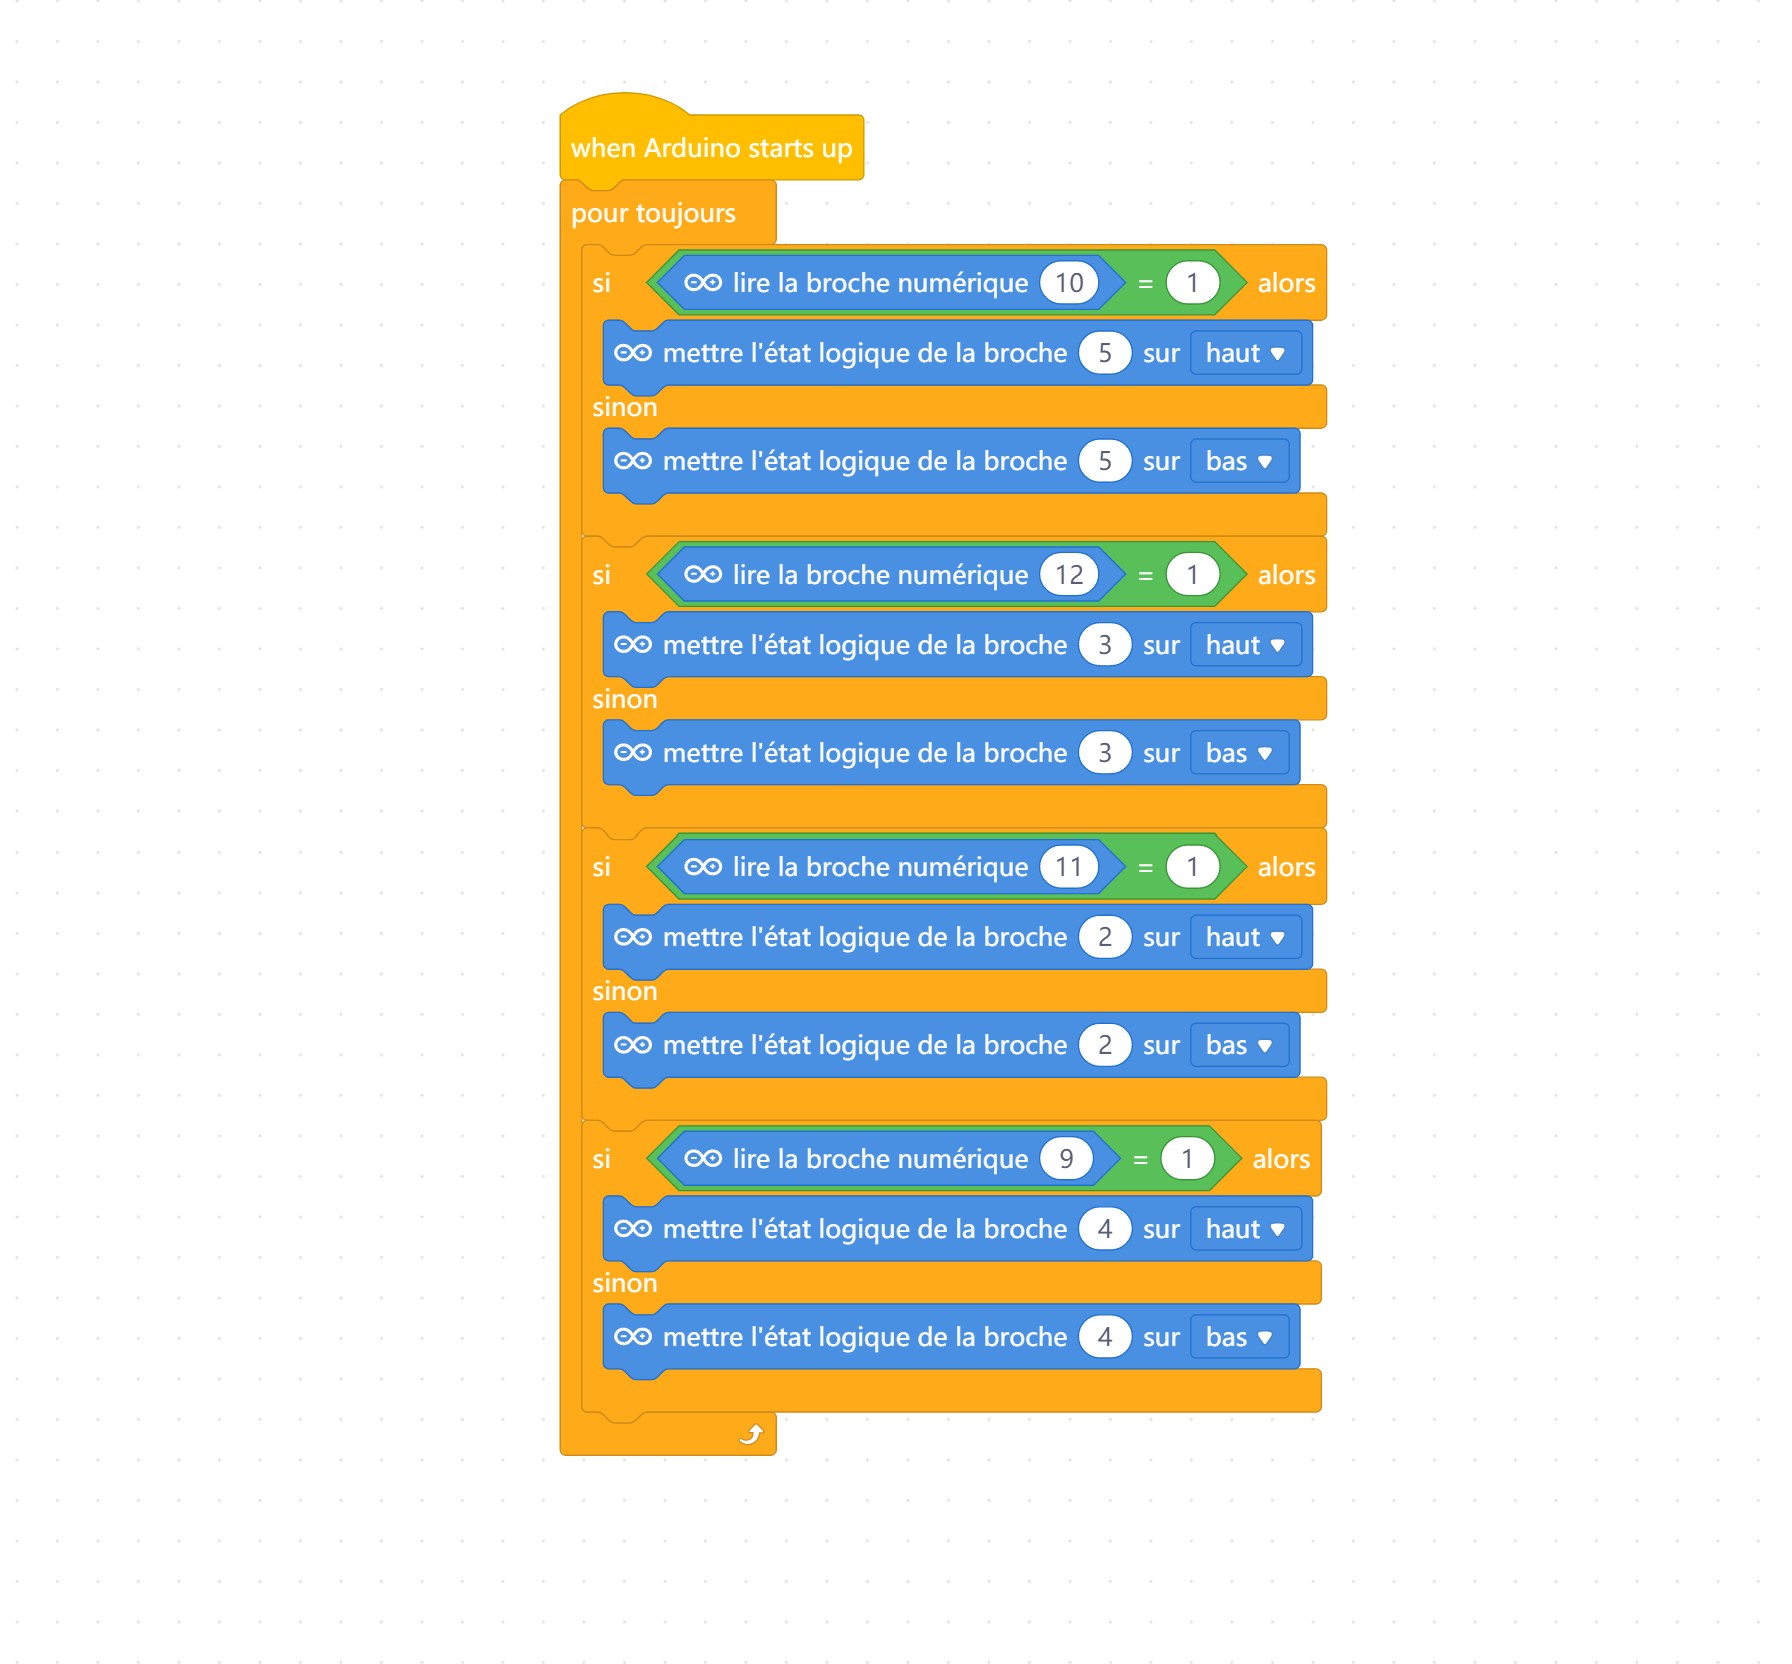 when Arduino starts up
pour toujours
si lire la broche numérique 10 = 1 alors
mettre l'état logique de la broche 5 sur haut
sinon
mettre l'état logique de la broche 5 sur bas
si lire la broche numérique 12 = 1 alors
mettre l'état logique de la broche 3 sur haut
sinon
mettre l'état logique de la broche 3 sur bas
si lire la broche numérique 11 = 1 alors
mettre l'état logique de la broche 2 sur haut
sinon
mettre l'état logique de la broche 2 sur bas
si lire la broche numérique 9 = 1 alors
mettre l'état logique de la broche 4 sur haut
sinon
mettre l'état logique de la broche 4 sur bas